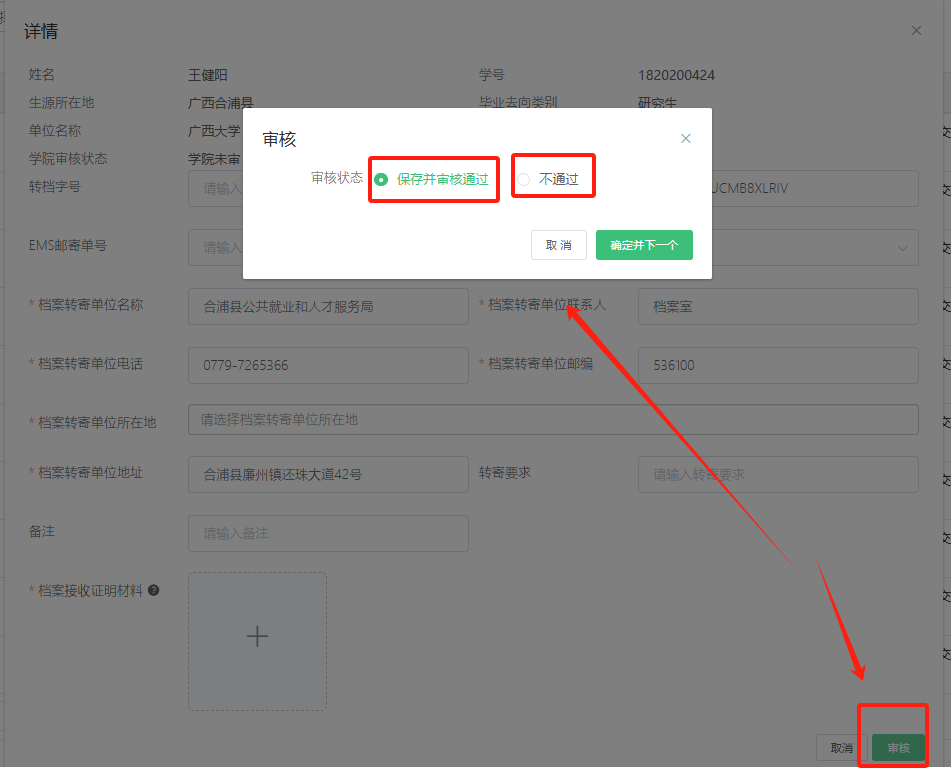 详情
姓名 王健阳 学号 1820200424
生源所在地 广西合浦县 毕业去向类别 研究生
单位名称 广西大学
学院审核状态 学院未审
审核
审核状态 保存并审核通过 不通过
取 消 确定并下一个
转档字号 请输入 UCMB8XLRIV
EMS邮寄单号 请输入
* 档案转寄单位名称 合浦县公共就业和人才服务局 * 档案转寄单位联系人 档案室
* 档案转寄单位电话 0779-7265366 * 档案转寄单位邮编 536100
* 档案转寄单位所在地 请选择档案转寄单位所在地
* 档案转寄单位地址 合浦县廉州镇还珠大道42号 转寄要求 请输入转寄要求
备注 请输入备注
* 档案接收证明材料
取消 审核